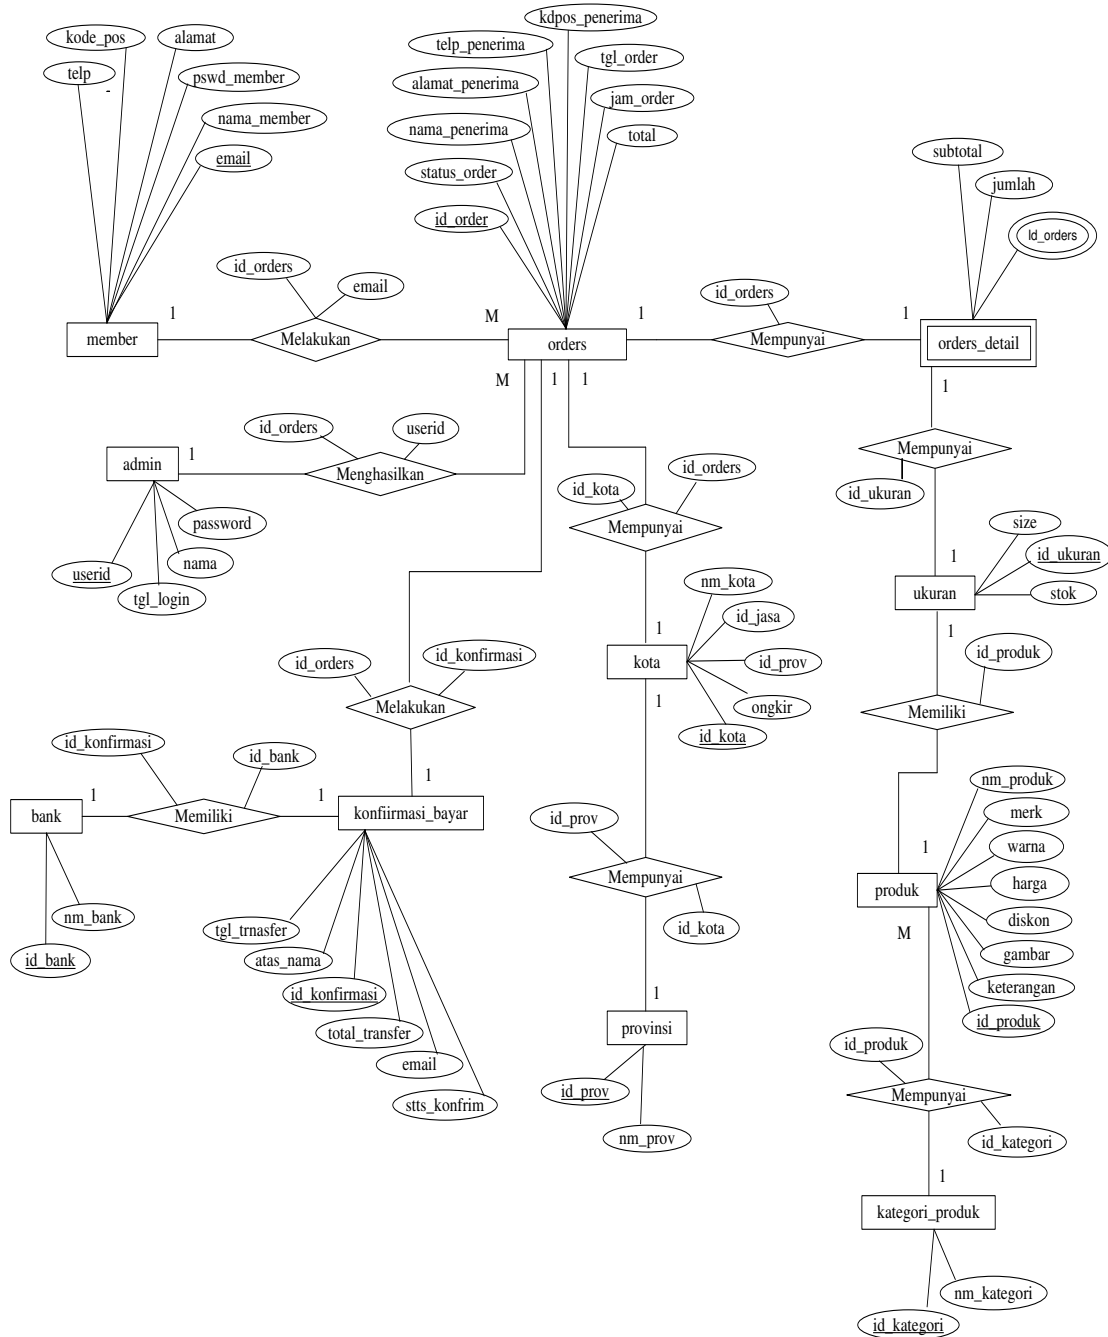 kdpos_penerima
kode_pos
alamat
telp_penerima
tgl_order
telp
pswd_member
alamat_penerima
jam_order
nama_member
nama_penerima
total
email
status_order
subtotal
jumlah
id_order
Id_orders
id_orders
email
id_orders
1
M
1
1
member
Melakukan
orders
Mempunyai
orders_detail
M
1
1
1
id_orders
userid
1
admin
Menghasilkan
Mempunyai
id_orders
id_kota
id_ukuran
password
Mempunyai
size
nama
id_ukuran
userid
1
tgl_login
nm_kota
ukuran
stok
id_jasa
1
1
id_konfirmasi
id_produk
id_orders
kota
id_prov
1
ongkir
Melakukan
Memiliki
id_kota
id_konfirmasi
id_bank
1
nm_produk
1
1
bank
Memiliki
konfiirmasi_bayar
merk
id_prov
1
warna
Mempunyai
produk
harga
nm_bank
tgl_trnasfer
diskon
id_kota
M
atas_nama
gambar
id_bank
id_konfirmasi
keterangan
1
id_produk
total_transfer
provinsi
id_produk
email
id_prov
Mempunyai
stts_konfrim
nm_prov
id_kategori
1
kategori_produk
nm_kategori
id_kategori